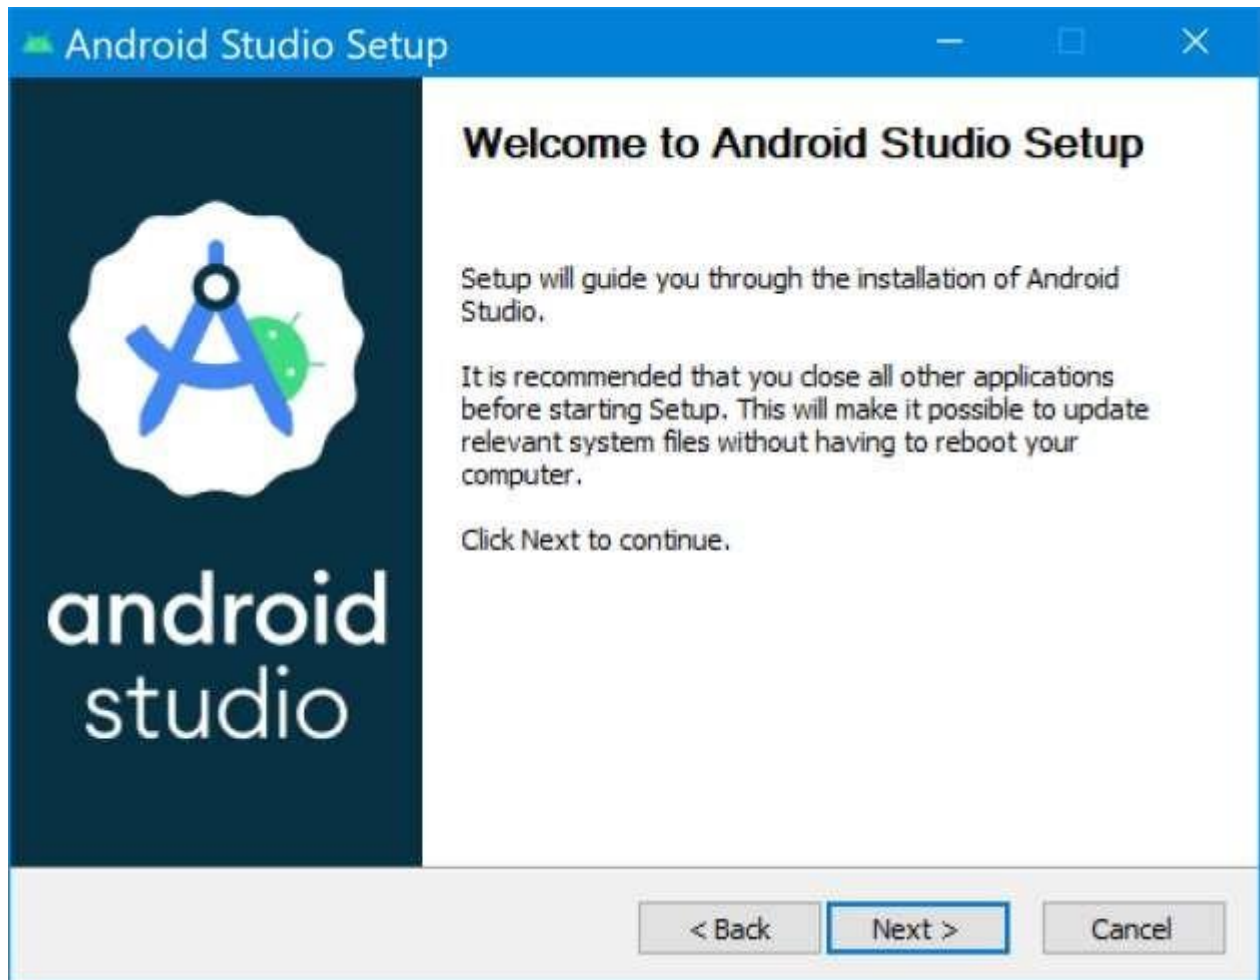 Android Studio Setup
Welcome to Android Studio Setup
Setup will guide you through the installation of Android
Studio.
It is recommended that you close all other applications
before starting Setup. This will make it possible to update
relevant system files without having to reboot your
computer.
Click Next to continue.
android
studio
< Back
Next >
Cancel